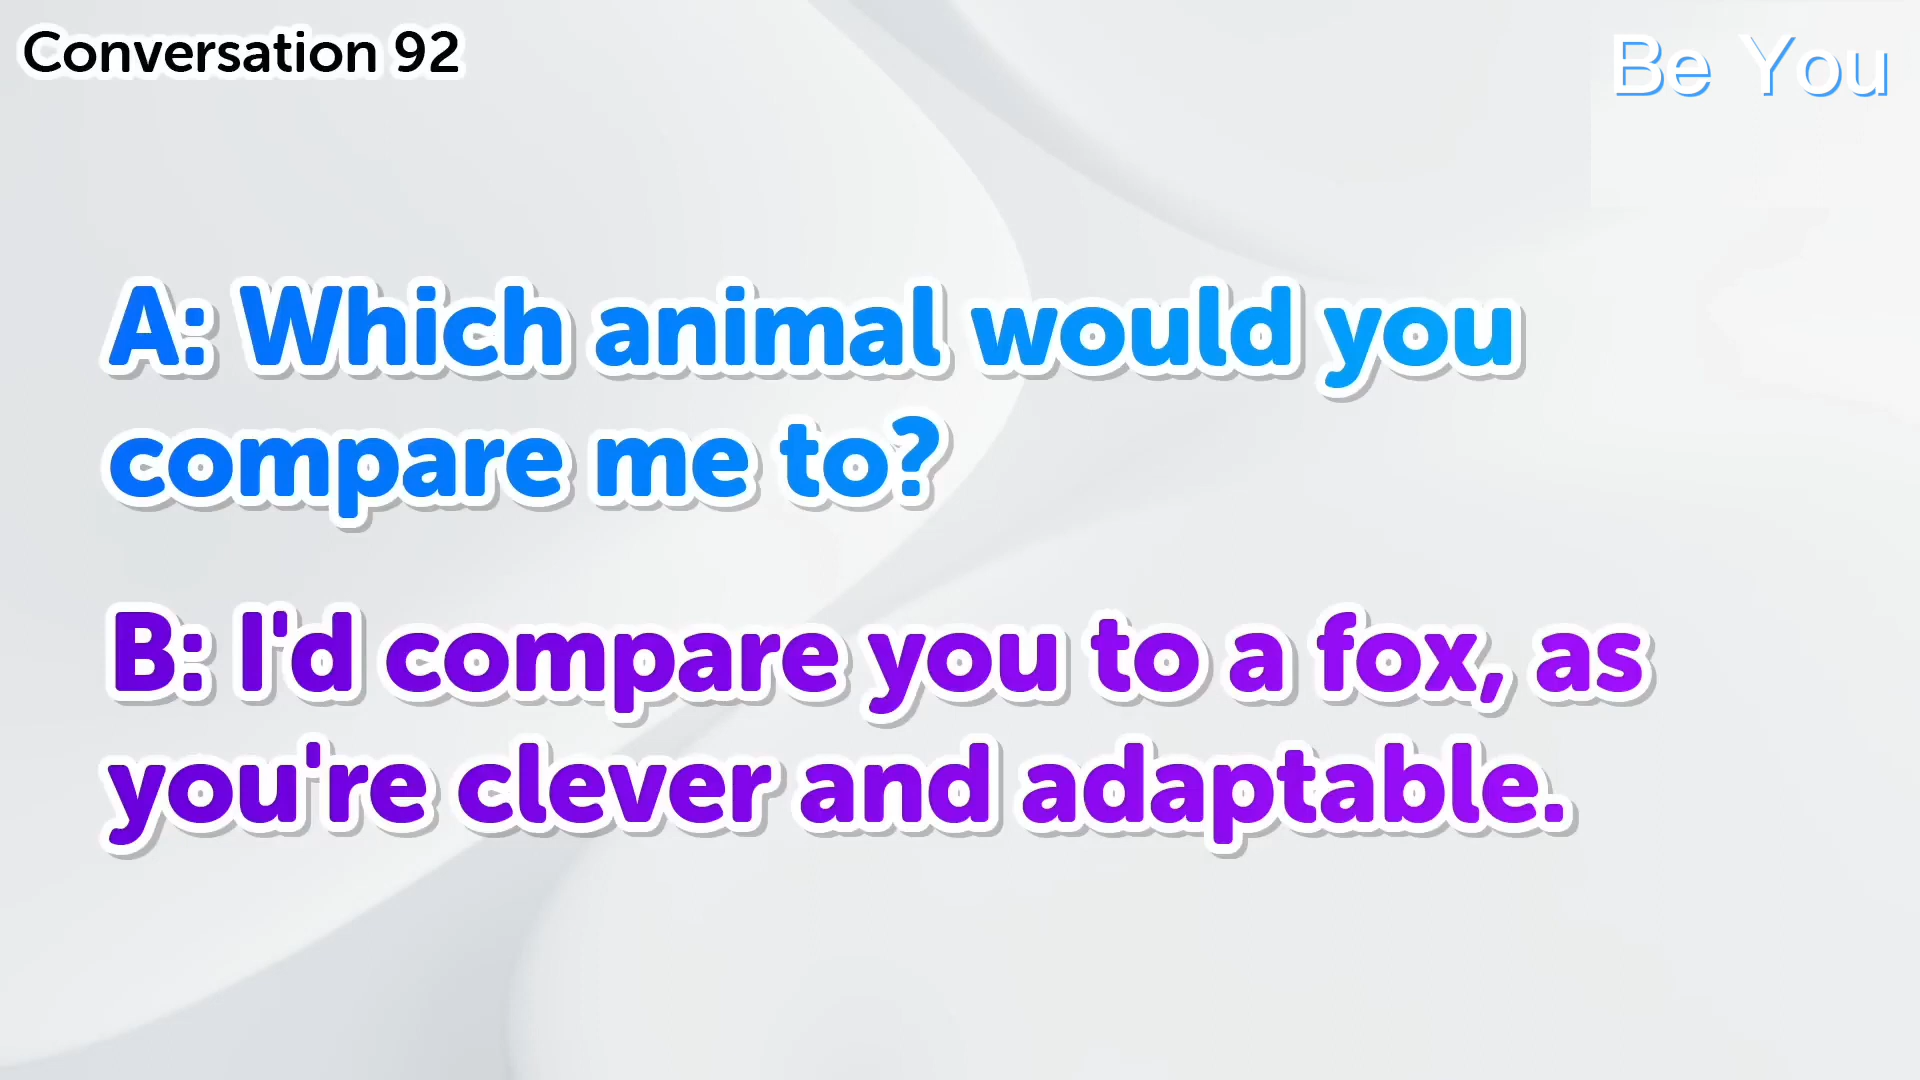 Conversation 92
Be You
A: Which animal would you
compare me to?
B: I'd compare you to a fox, as
you're clever and adaptable.